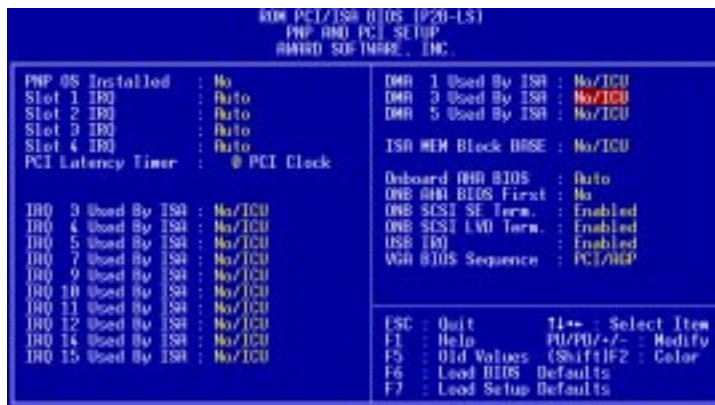 ROM PCI/ISA BIOS (P2B-LS)
PNP AND PCI SETUP
AWARD SOFTWARE, INC.
PNP OS Installed : No
Slot 1 IRQ : Auto
Slot 2 IRQ : Auto
Slot 3 IRQ : Auto
Slot 4 IRQ : Auto
PCI Latency Timer : 0 PCI Clock
IRQ 3 Used By ISA : No/ICU
IRQ 4 Used By ISA : No/ICU
IRQ 5 Used By ISA : No/ICU
IRQ 7 Used By ISA : No/ICU
IRQ 9 Used By ISA : No/ICU
IRQ 10 Used By ISA : No/ICU
IRQ 11 Used By ISA : No/ICU
IRQ 12 Used By ISA : No/ICU
IRQ 14 Used By ISA : No/ICU
IRQ 15 Used By ISA : No/ICU
DMA 1 Used By ISA : No/ICU
DMA 3 Used By ISA : No/ICU
DMA 5 Used By ISA : No/ICU
ISA MEM Block BASE : No/ICU
Onboard AHA BIOS : Auto
ONB AHA BIOS First : No
ONB SCSI SE Term. : Enabled
ONB SCSI LVD Term. : Enabled
USB IRQ : Enabled
VGA BIOS Sequence : PCI/AGP
ESC : Quit ↑↓→← : Select Item
F1 : Help PU/PD/+/- : Modify
F5 : Old Values (Shift)F2 : Color
F6 : Load BIOS Defaults
F7 : Load Setup Defaults